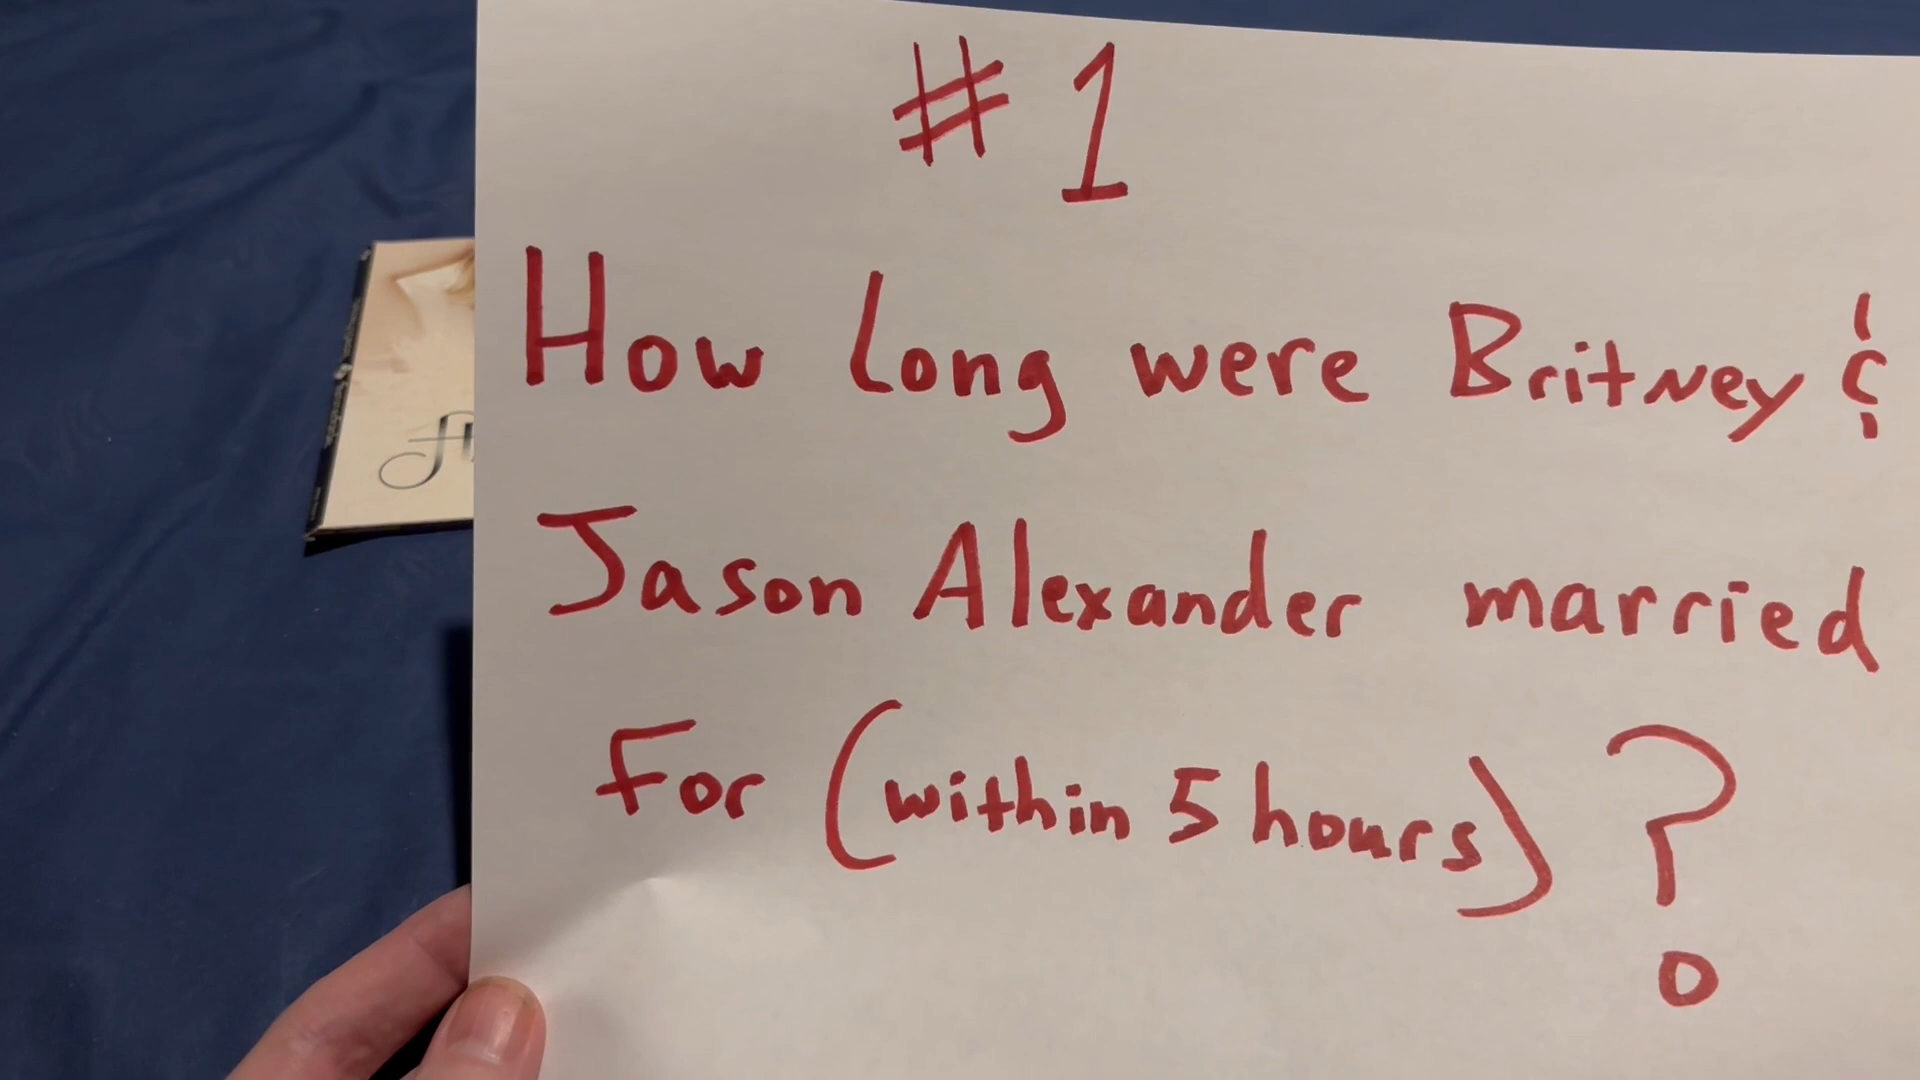 #1
How long were Britney &
Jason Alexander married
For (within 5 hours)?